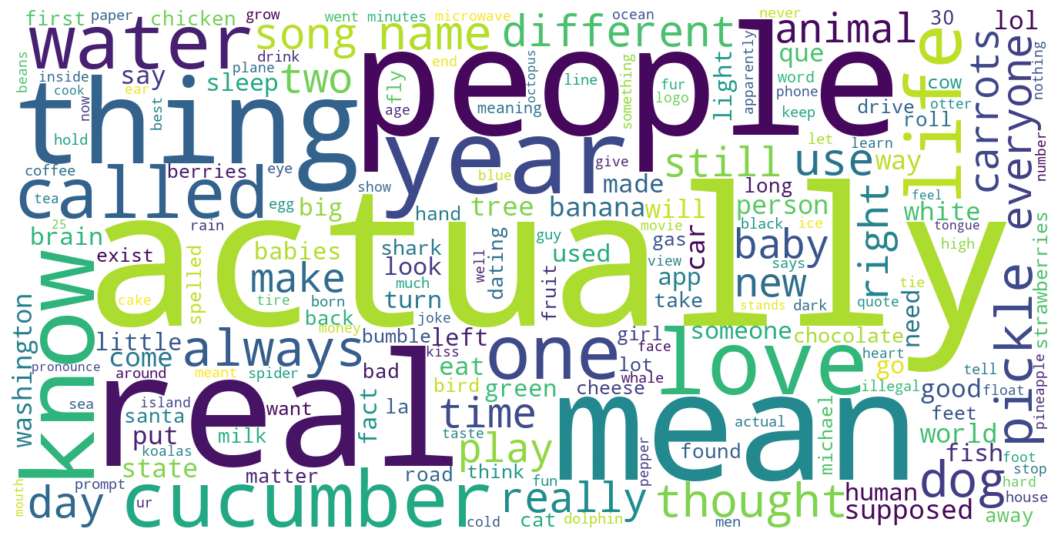 beans
first
paper
chicken
grow
went
minutes
microwave
ocean
never
30
lol
water
song name
different
animal
que
drink
end
inside
cook
now
ear
say
best
sleep
plane
two
fly
age
logo
meaning
octopus
line
something
fur
light
apparently
word
phone
keep
drive
roll
cow
otter
nothing
hold
thing
people
life
carrots
pickle everyone
number
coffee
tea
berries
eye
year
give
blue
still
use
way
let
learn
feel
called
show
made
long
person
right
white
tongue
high
strawberries
25
rain
egg
big
hand
tree
banana
will
black
ice
brain
exist
spelled
babies
shark
look
dating
guy
used
movie
gas
view
car
app
baby
says
know
actually
make
well
much
turn
fruit
take
new
stands
dark
quote
need
tie
cake
tire
born
back
joke
washington
little
money
bumble
left
girl
someone
chocolate
go
heart
pronounce
come
always
kiss
one
lot
face
love
illegal
tell
pineapple
around
meant
spider
bad
eat
bird
green
cheese
whale
good
float
sea
santa
island
want
fact
la
time
taste
actual
michael
feet
put
real
mean
koalas
milk
play
pepper
found
world
fish
foot
state
matter
road
think
fun
dog
stop
hard
mouth
day
prompt
ur
cucumber
cold
cat
really
dolphin
thought
men
human
supposed
house
away